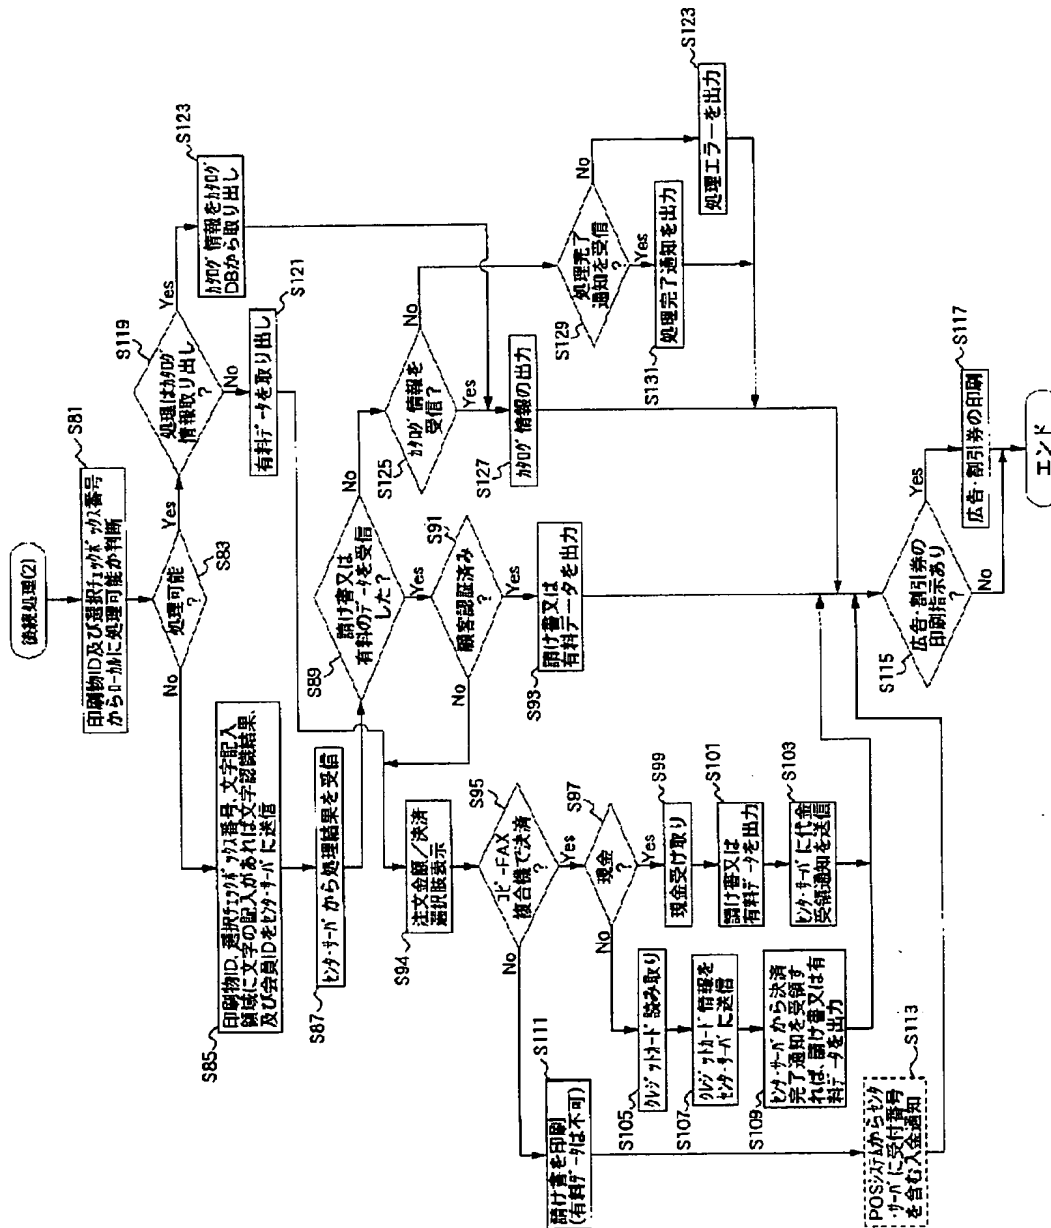 後続処理(2)
S81
印刷物ID及び選択チェックボックス番号
からローカルに処理可能か判断
S83
処理可能
?
Yes
No
S119
処理はカタログ
情報取り出し
?
Yes
No
S123
カタログ情報をカタログ
DBから取り出し
S121
有料データを取り出し
S85
印刷物ID、選択チェックボックス番号、文字記入
領域に文字の記入があれば文字認識結果、
及び会員IDをセンタ・サーバに送信
S87
センタ・サーバから処理結果を受信
S89
請け書又は
有料のデータを受信
した?
Yes
No
S91
顧客認証済み
?
Yes
No
S93
請け書又は
有料データを出力
S125
カタログ情報を
受信?
Yes
No
S127
カタログ情報の出力
S129
処理完了
通知を受信
?
Yes
No
S131
処理完了通知を出力
S123
処理エラーを出力
S94
注文金額/決済
選択肢表示
S95
コピーFAX
複合機で決済
?
Yes
No
S97
現金
?
Yes
No
S99
現金受け取り
S101
請け書又は
有料データを出力
S103
センタ・サーバに代金
受領通知を送信
S105
クレジットカード読み取り
S107
クレジットカード情報を
センタ・サーバに送信
S109
センタ・サーバから決済
完了通知を受領す
れば、請け書又は有
料データを出力
S111
請け書を印刷
(有料データは不可)
S113
POSシステムからセンタ
・サーバに受付番号
を含む入金通知
S115
広告・割引券の
印刷指示あり
?
Yes
No
S117
広告・割引券の印刷
エンド